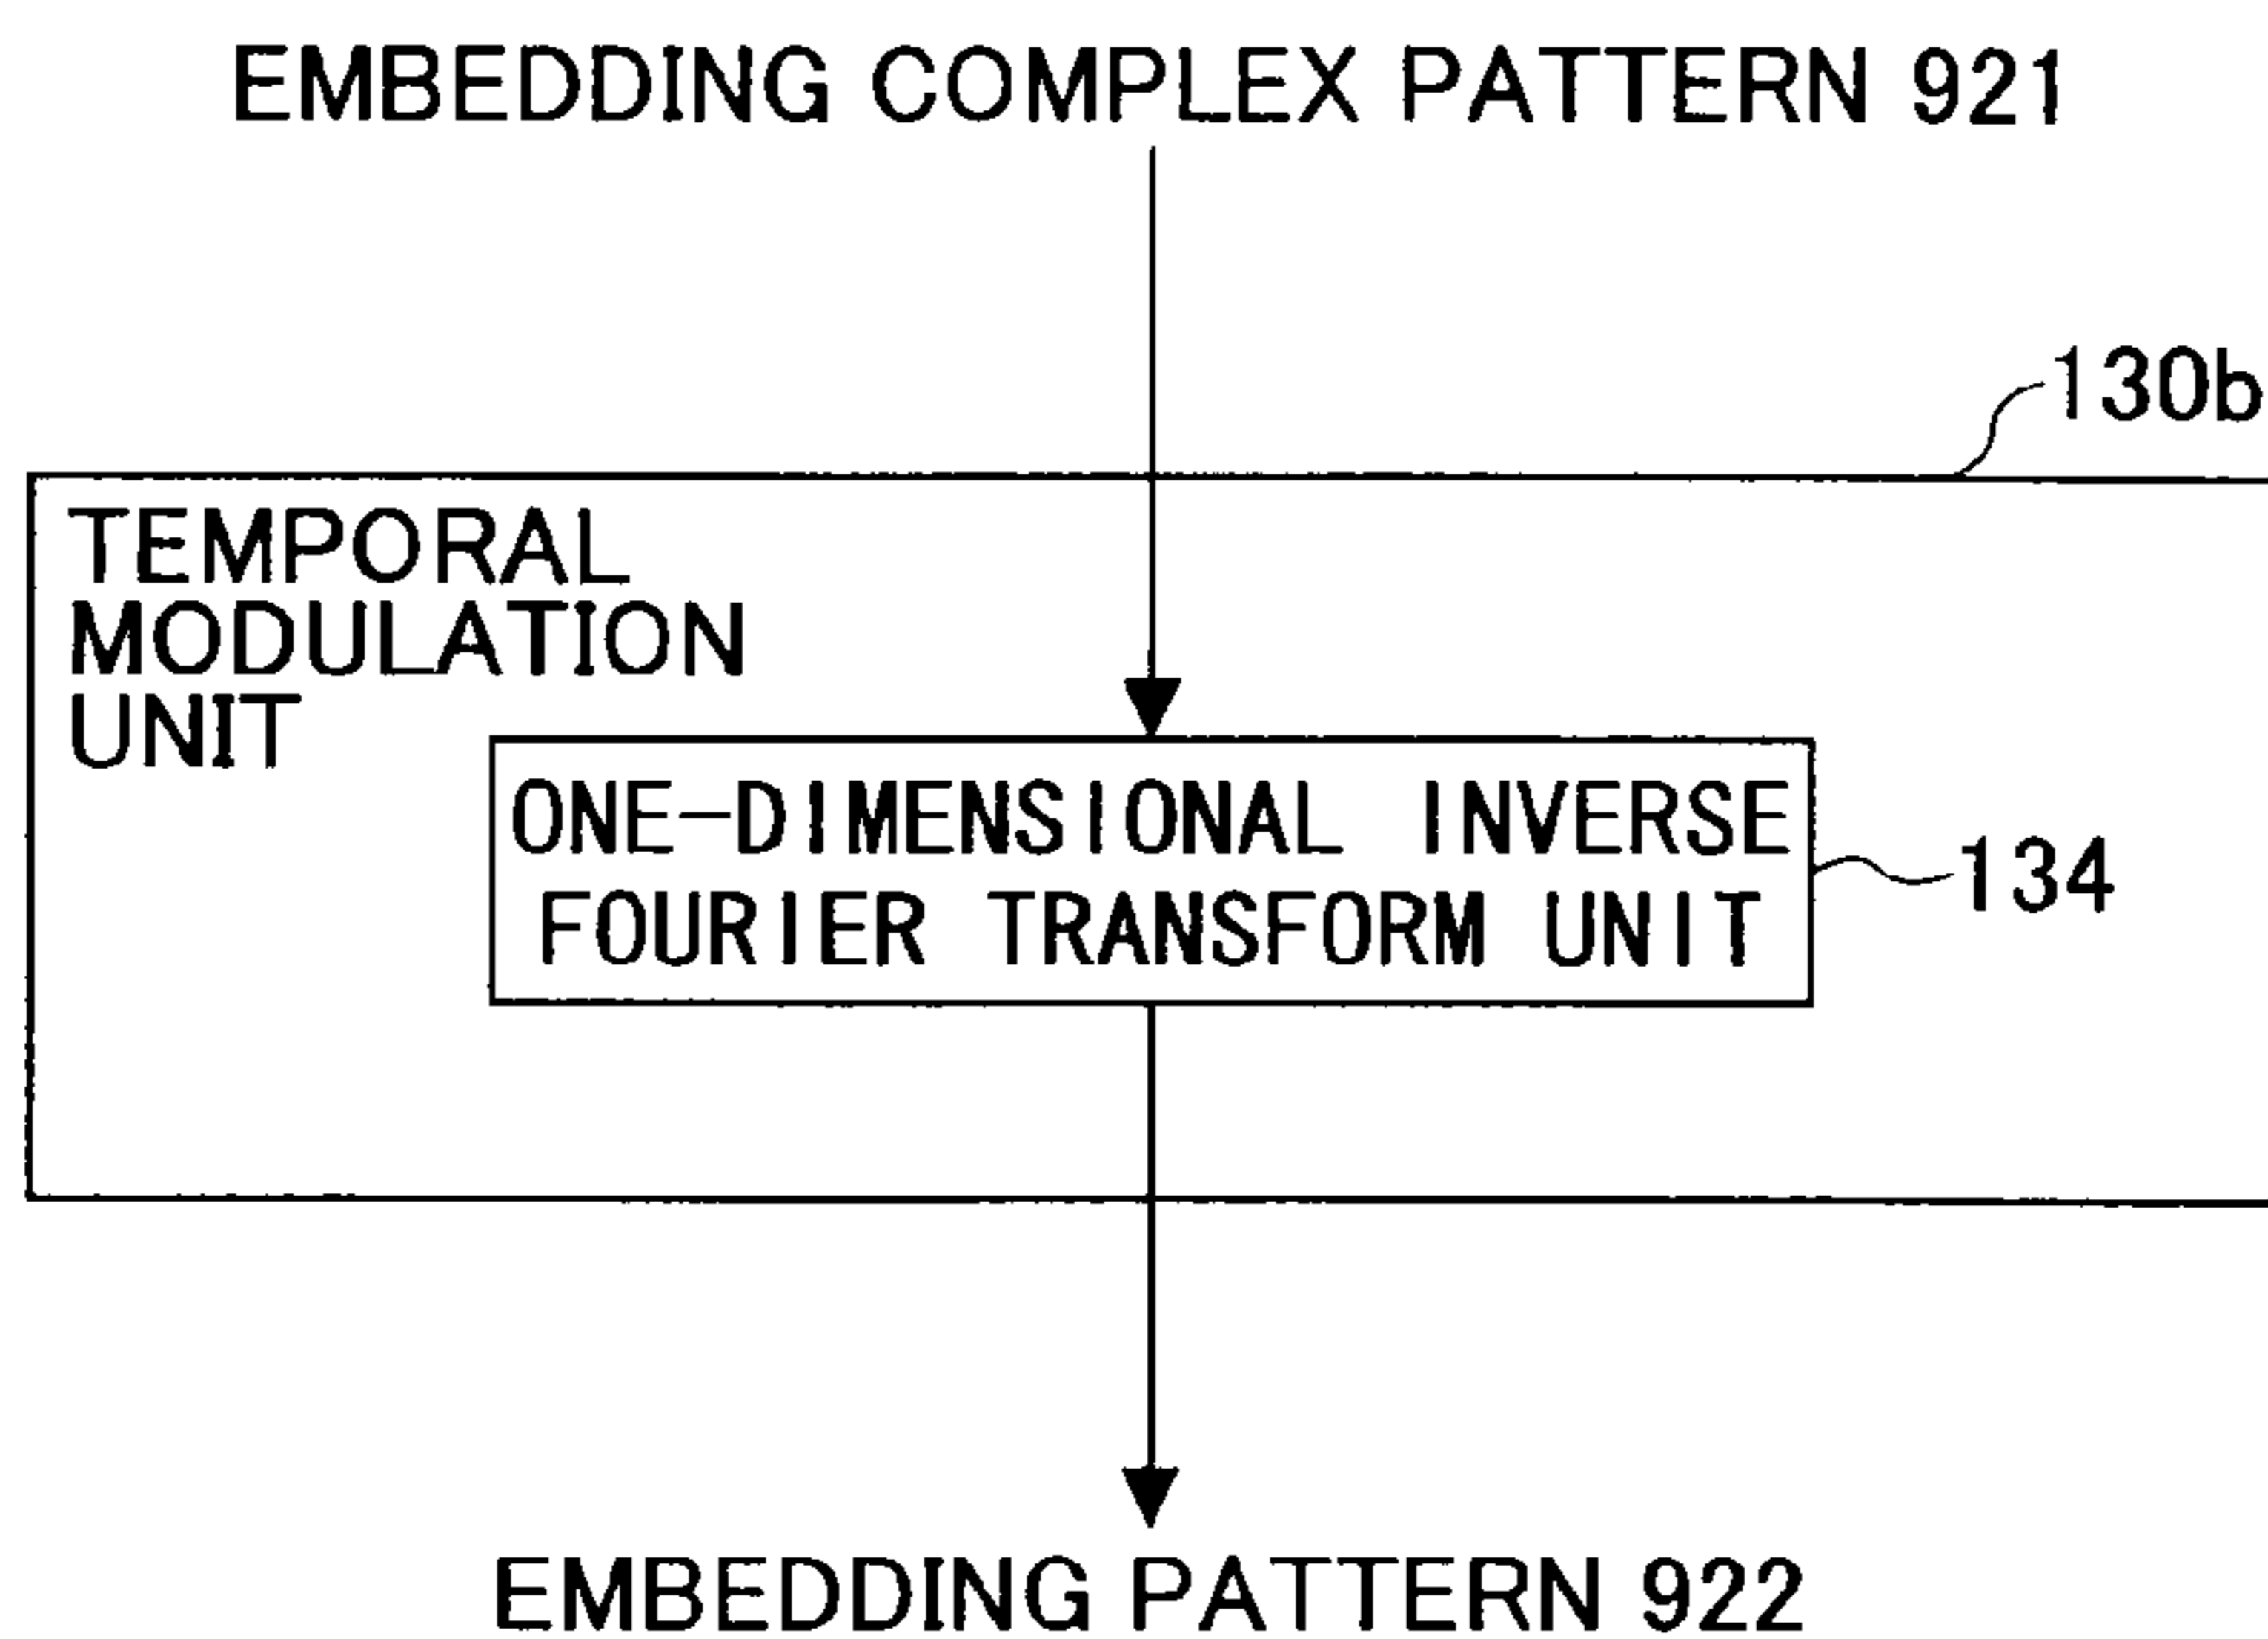 EMBEDDING COMPLEX PATTERN 921
130b
TEMPORAL
MODULATION
UNIT
ONE-DIMENSIONAL INVERSE
FOURIER TRANSFORM UNIT
134
EMBEDDING PATTERN 922